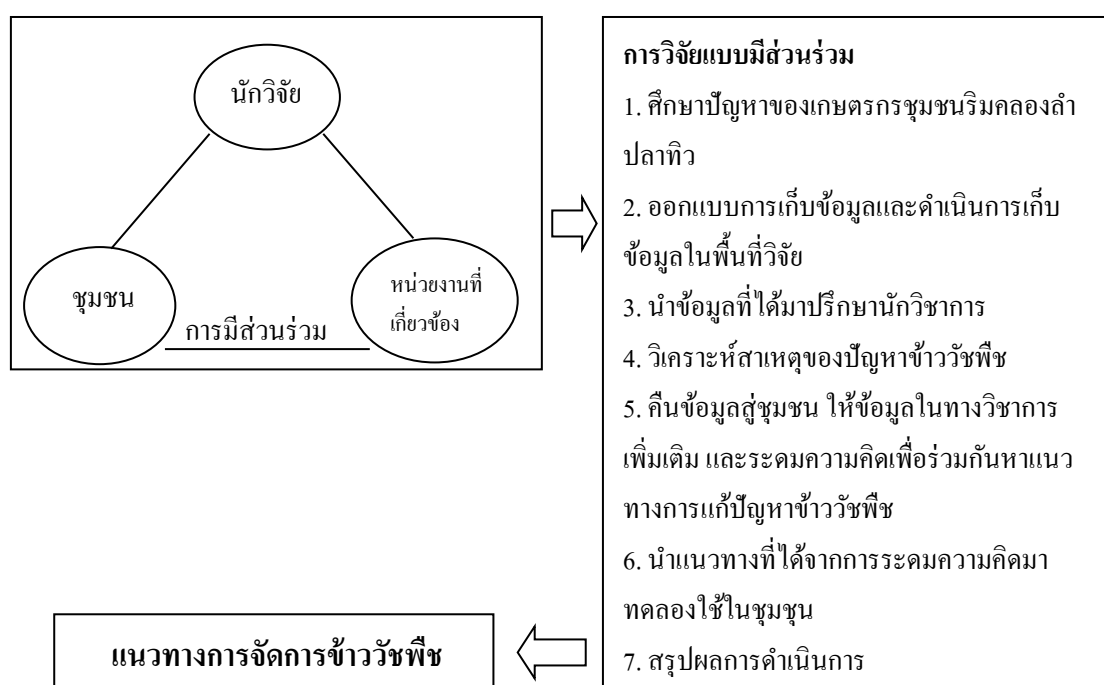 นักวิจัย
ชุมชน
หน่วยงานที่
เกี่ยวข้อง
การมีส่วนร่วม
การวิจัยแบบมีส่วนร่วม
1. ศึกษาปัญหาของเกษตรกรชุมชนริมคลองลำ
ปลาทิว
2. ออกแบบการเก็บข้อมูลและดำเนินการเก็บ
ข้อมูลในพื้นที่วิจัย
3. นำข้อมูลที่ได้มาปรึกษานักวิชาการ
4. วิเคราะห์สาเหตุของปัญหาข้าววัชพืช
5. คืนข้อมูลสู่ชุมชน ให้ข้อมูลในทางวิชาการ
เพิ่มเติม และระดมความคิดเพื่อร่วมกันหาแนว
ทางการแก้ปัญหาข้าววัชพืช
6. นำแนวทางที่ได้จากการระดมความคิดมา
ทดลองใช้ในชุมชุน
7. สรุปผลการดำเนินการ
แนวทางการจัดการข้าววัชพืช